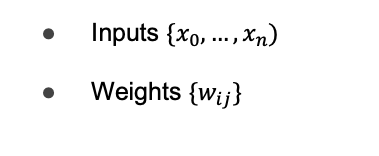 ● Inputs {x₀, … , xₙ)
● Weights {wᵢⱼ}